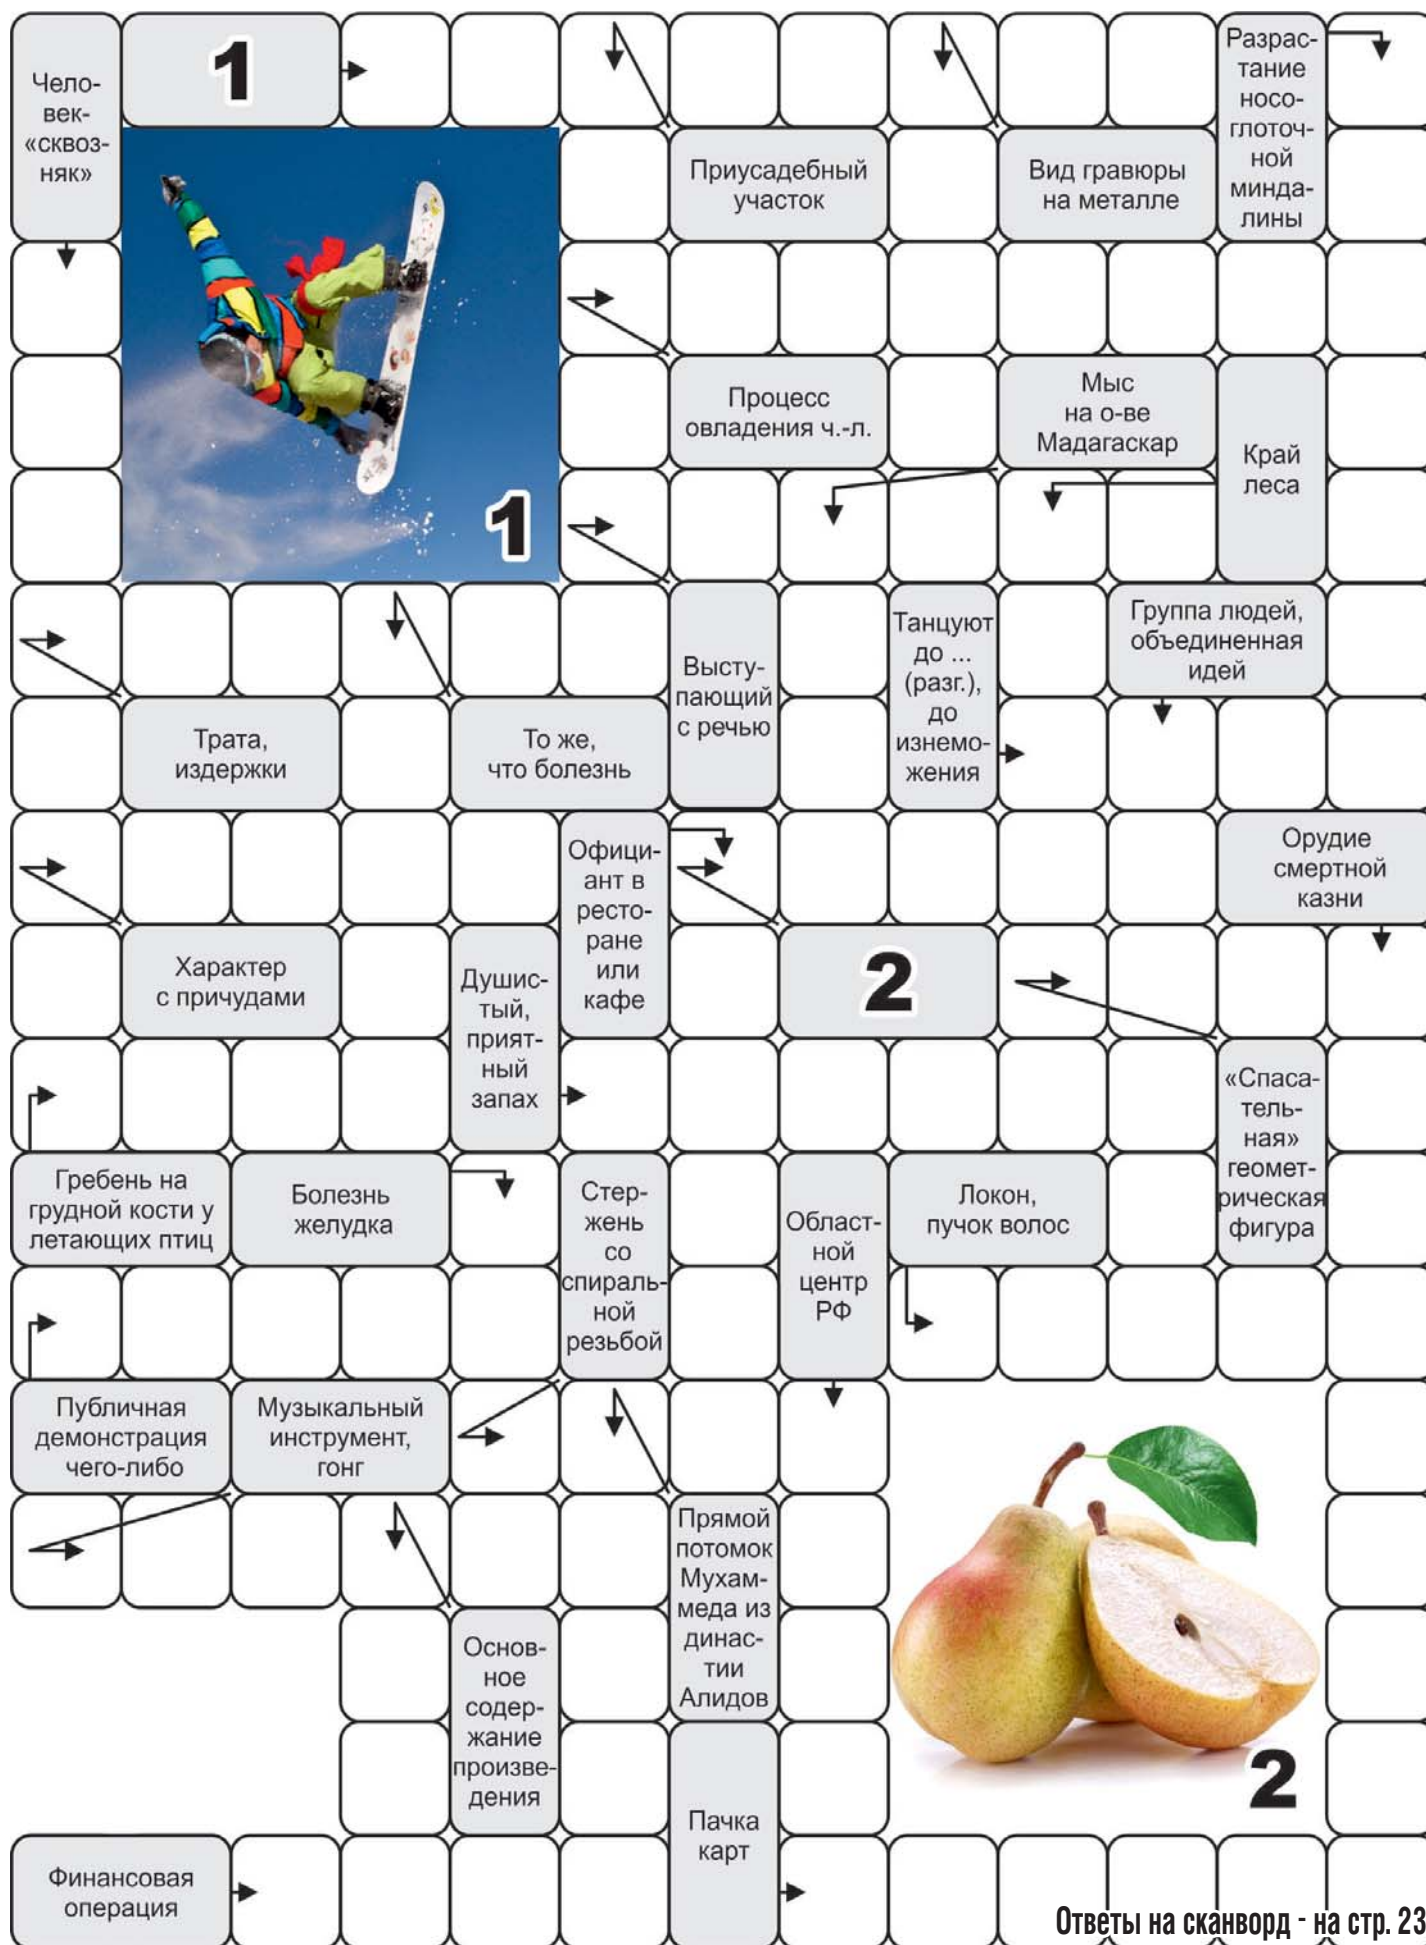 Чело-
век-
«сквоз-
няк»
1
Разрас-
тание
носо-
глоточ-
ной
минда-
лины
Приусадебный
участок
Вид гравюры
на металле
1
Процесс
овладения ч.-л.
Мыс
на о-ве
Мадагаскар
Край
леса
Высту-
пающий
с речью
Танцуют
до ...
(разг.),
до
изнемо-
жения
Группа людей,
объединенная
идей
Трата,
издержки
То же,
что болезнь
Офици-
ант в
ресто-
ране
или
кафе
Орудие
смертной
казни
Характер
с причудами
Душис-
тый,
прият-
ный
запах
2
«Спаса-
тель-
ная»
геомет-
рическая
фигура
Гребень на
грудной кости у
летающих птиц
Болезнь
желудка
Стер-
жень
со
спираль-
ной
резьбой
Област-
ной
центр
РФ
Локон,
пучок волос
Публичная
демонстрация
чего-либо
Музыкальный
инструмент,
гонг
Прямой
потомок
Мухам-
меда из
динас-
тии
Алидов
Основ-
ное
содер-
жание
произве-
дения
2
Пачка
карт
Финансовая
операция
Ответы на сканворд - на стр. 23